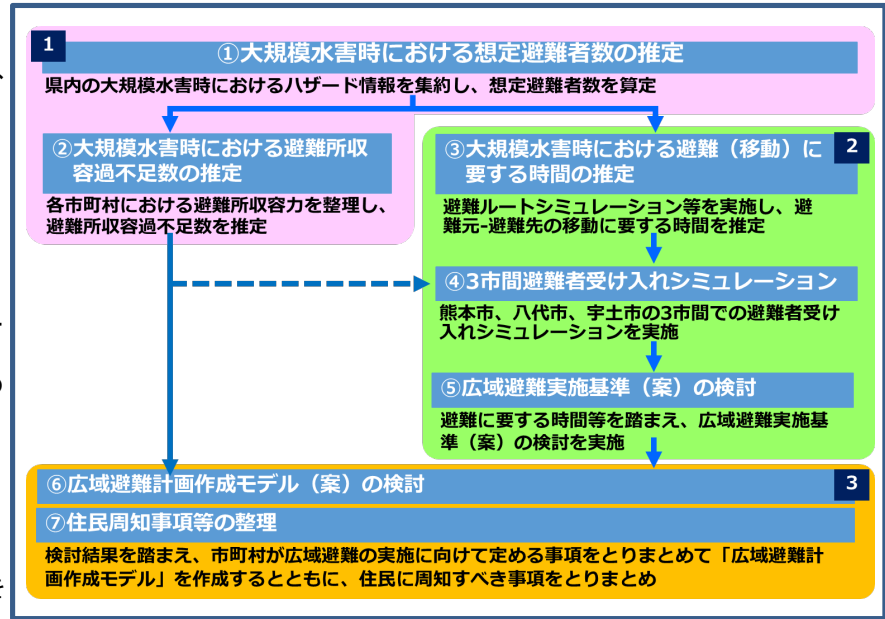 1
①大規模水害時における想定避難者数の推定
県内の大規模水害時におけるハザード情報を集約し、想定避難者数を算定
②大規模水害時における避難所収
容過不足数の推定
各市町村における避難所収容力を整理し、
避難所収容過不足数を推定
2
③大規模水害時における避難（移動）に
要する時間の推定
避難ルートシミュレーション等を実施し、避
難元-避難先の移動に要する時間を推定
④3市間避難者受け入れシミュレーション
熊本市、八代市、宇土市の3市間での避難者受け
入れシミュレーションを実施
⑤広域避難実施基準（案）の検討
避難に要する時間等を踏まえ、広域避難実施基
準（案）の検討を実施
3
⑥広域避難計画作成モデル（案）の検討
⑦住民周知事項等の整理
検討結果を踏まえ、市町村が広域避難の実施に向けて定める事項をとりまとめて「広域避難計
画作成モデル」を作成するとともに、住民に周知すべき事項をとりまとめ